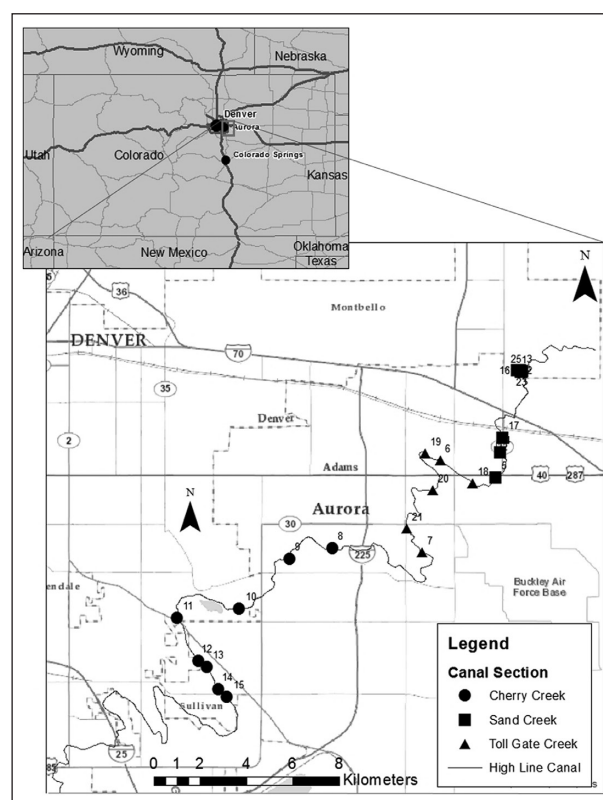 Wyoming
Nebraska
Denver
Aurora
Utah
Colorado
Colorado Springs
Kansas
Arizona
New Mexico
Oklahoma
Texas
N
36
Montbello
DENVER
70
25 13
16 2
23
35
17
2
Denver
19 6
Adams
18 5
40 287
20
Aurora
N
30
21
8
9
225
7
endale
10
Buckley Air
Force Base
11
12
13
14
15
Sullivan
25
85
Legend
Canal Section
Cherry Creek
Sand Creek
Toll Gate Creek
High Line Canal
0 2 4 6 8
Kilometers